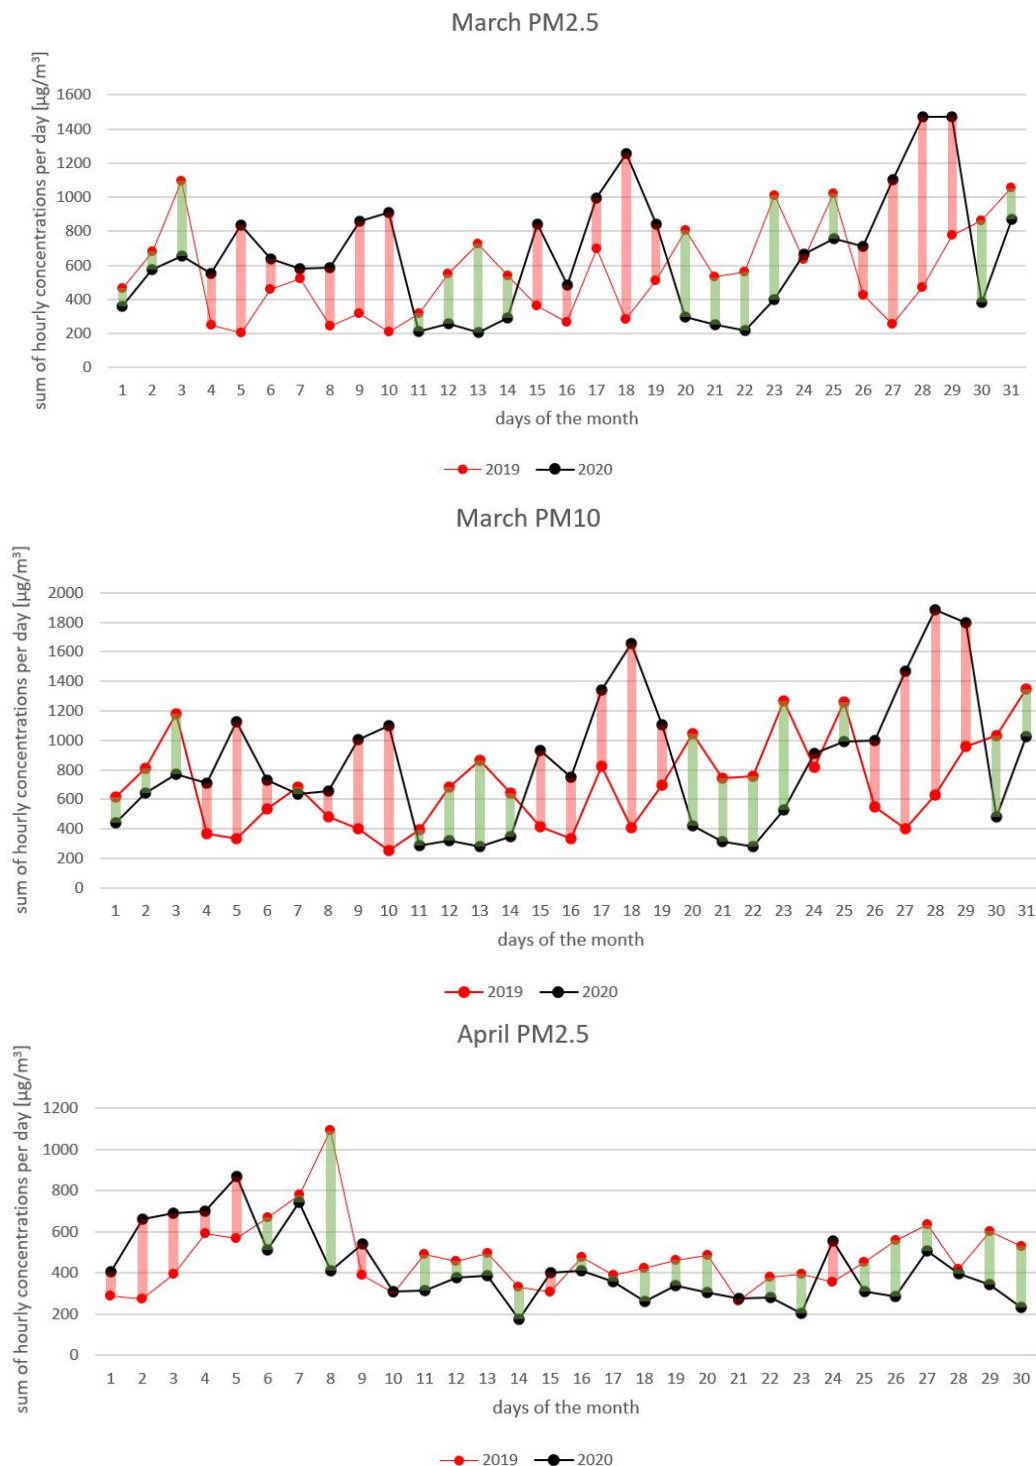 March PM2.5
sum of hourly concentrations per day [µg/m³]
1600
1400
1200
1000
800
600
400
200
0
1 2 3 4 5 6 7 8 9 10 11 12 13 14 15 16 17 18 19 20 21 22 23 24 25 26 27 28 29 30 31
days of the month
2019 2020
March PM10
sum of hourly concentrations per day [µg/m³]
2000
1800
1600
1400
1200
1000
800
600
400
200
0
1 2 3 4 5 6 7 8 9 10 11 12 13 14 15 16 17 18 19 20 21 22 23 24 25 26 27 28 29 30 31
days of the month
2019 2020
April PM2.5
sum of hourly concentrations per day [µg/m³]
1200
1000
800
600
400
200
0
1 2 3 4 5 6 7 8 9 10 11 12 13 14 15 16 17 18 19 20 21 22 23 24 25 26 27 28 29 30
days of the month
2019 2020